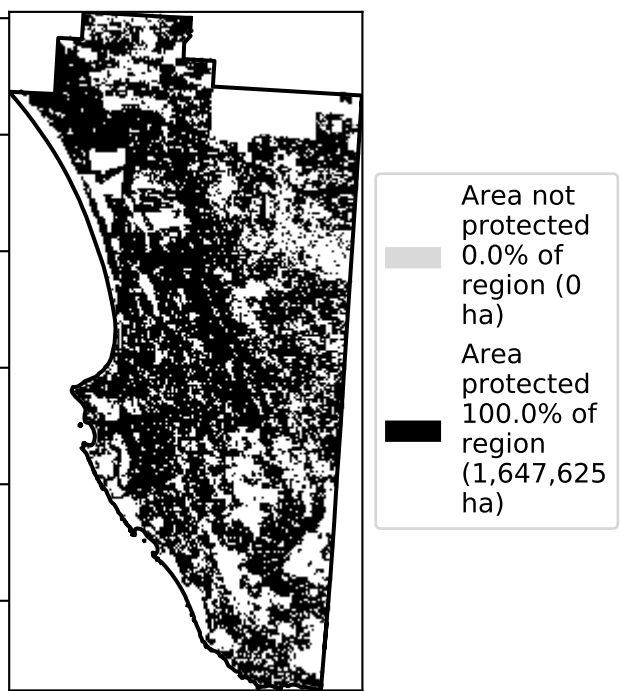 Area not
protected
0.0% of
region (0
ha)
Area
protected
100.0% of
region
(1,647,625
ha)